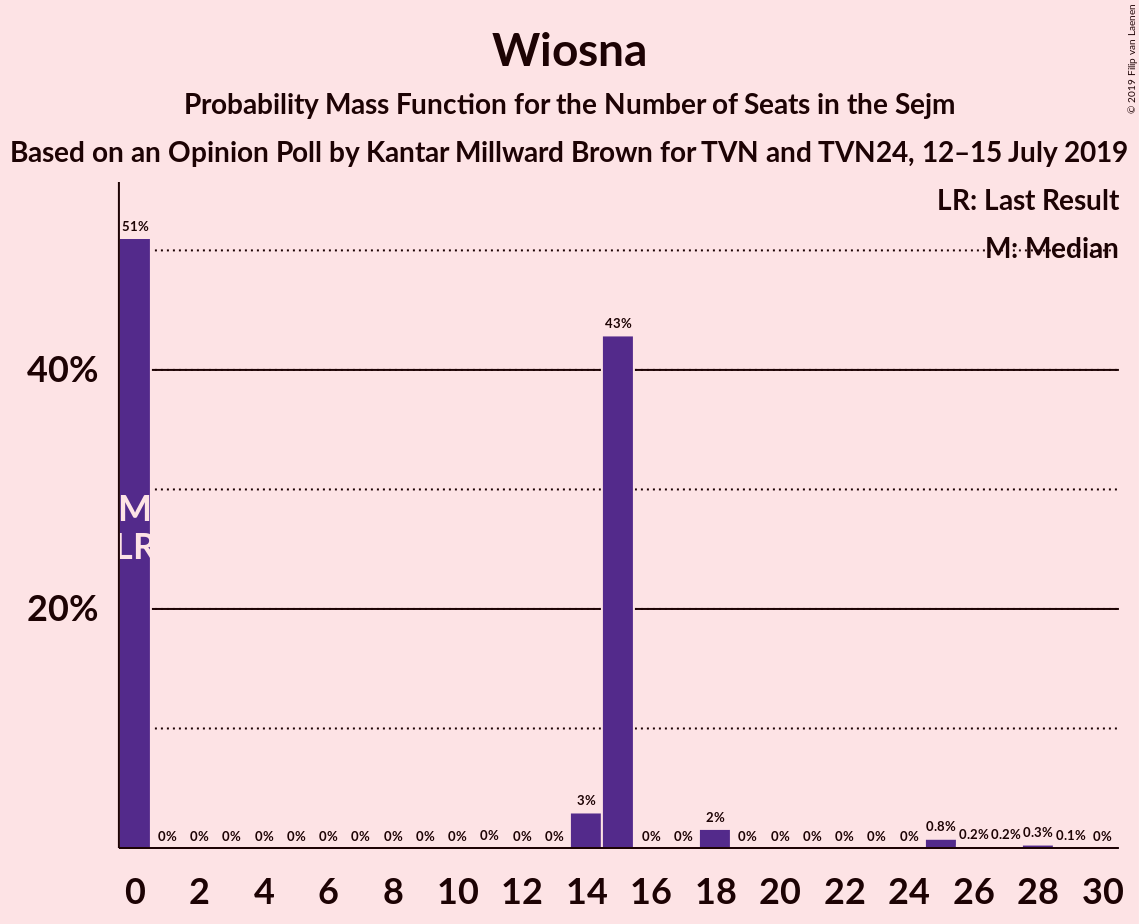 Wiosna
Probability Mass Function for the Number of Seats in the Sejm
Based on an Opinion Poll by Kantar Millward Brown for TVN and TVN24, 12–15 July 2019
© 2019 Filip van Laenen
LR: Last Result
M: Median
40%
20%
51%
0% 0% 0% 0% 0% 0% 0% 0% 0% 0% 0% 0% 0%
3%
43%
0% 0%
2%
0% 0% 0% 0% 0% 0%
0.8%
0.2% 0.2% 0.3% 0.1% 0%
M
LR
0 2 4 6 8 10 12 14 16 18 20 22 24 26 28 30